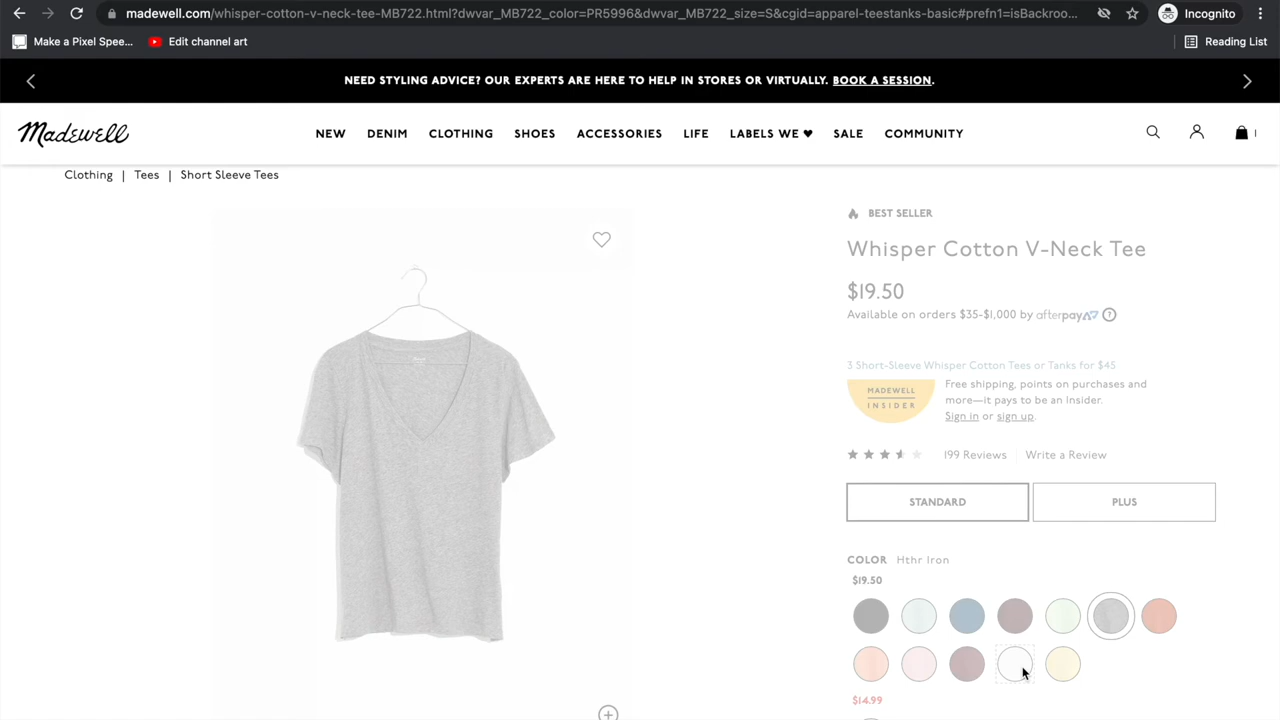 madewell.com/whisper-cotton-v-neck-tee-MB722.html?dwvar_MB722_color=PR5996&dwvar_MB722_size=S&cgid=apparel-teestanks-basic#prefn1=isBackroo...
Incognito
Make a Pixel Spee...
Edit channel art
Reading List
NEED STYLING ADVICE? OUR EXPERTS ARE HERE TO HELP IN STORES OR VIRTUALLY. BOOK A SESSION.
Madewell
NEW DENIM CLOTHING SHOES ACCESSORIES LIFE LABELS WE ♥ SALE COMMUNITY
1
Clothing | Tees | Short Sleeve Tees
BEST SELLER
Whisper Cotton V-Neck Tee
$19.50
Available on orders $35-$1,000 by afterpay ?
3 Short-Sleeve Whisper Cotton Tees or Tanks for $45
MADEWELL
INSIDER
Free shipping, points on purchases and
more—it pays to be an Insider.
Sign in or sign up.
199 Reviews | Write a Review
STANDARD
PLUS
COLOR Hthr Iron
$19.50
$14.99